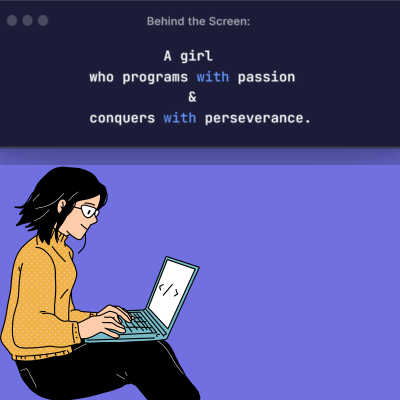 Behind the Screen:
A girl
who programs with passion
&
conquers with perseverance.
</>